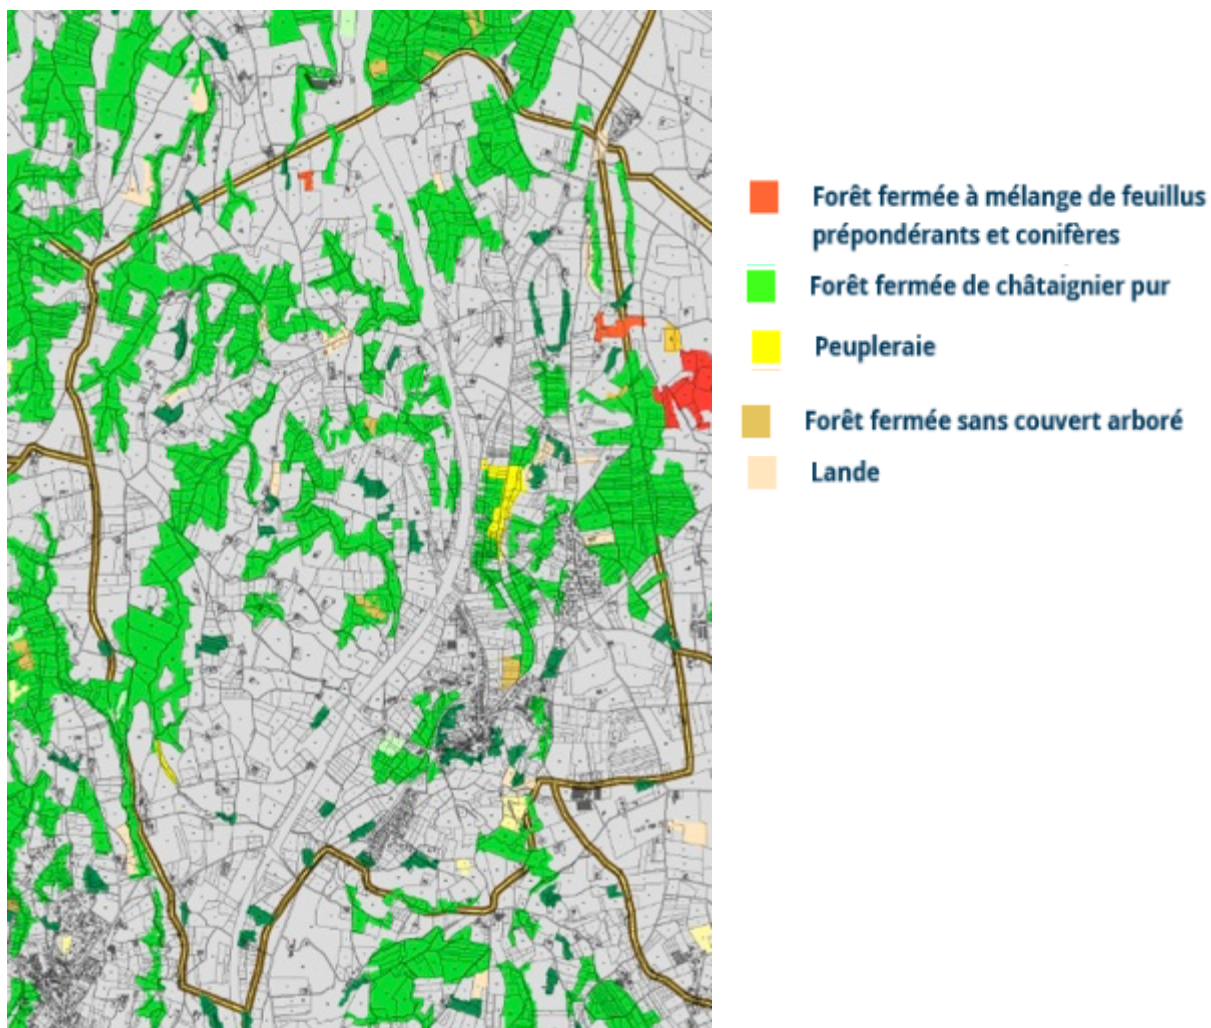 Forêt fermée à mélange de feuillus
prépondérants et conifères
Forêt fermée de châtaignier pur
Peupleraie
Forêt fermée sans couvert arboré
Lande